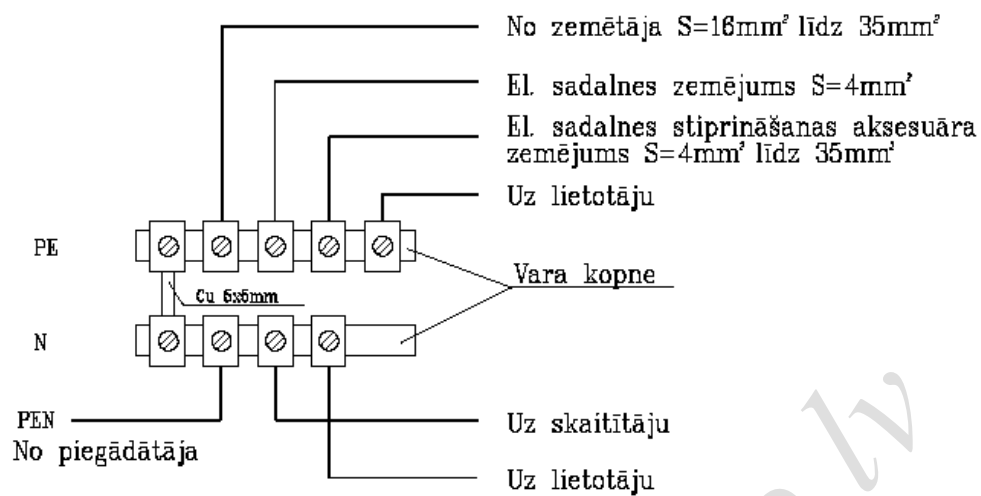 No zemētāja S=16mm² līdz 35mm²
El. sadalnes zemējums S=4mm²
El. sadalnes stiprināšanas aksesuāra
zemējums S=4mm² līdz 35mm²
Uz lietotāju
PE
Vara kopne
Cu 6x6mm
N
PEN
No piegādātāja
Uz skaitītāju
Uz lietotāju
lv